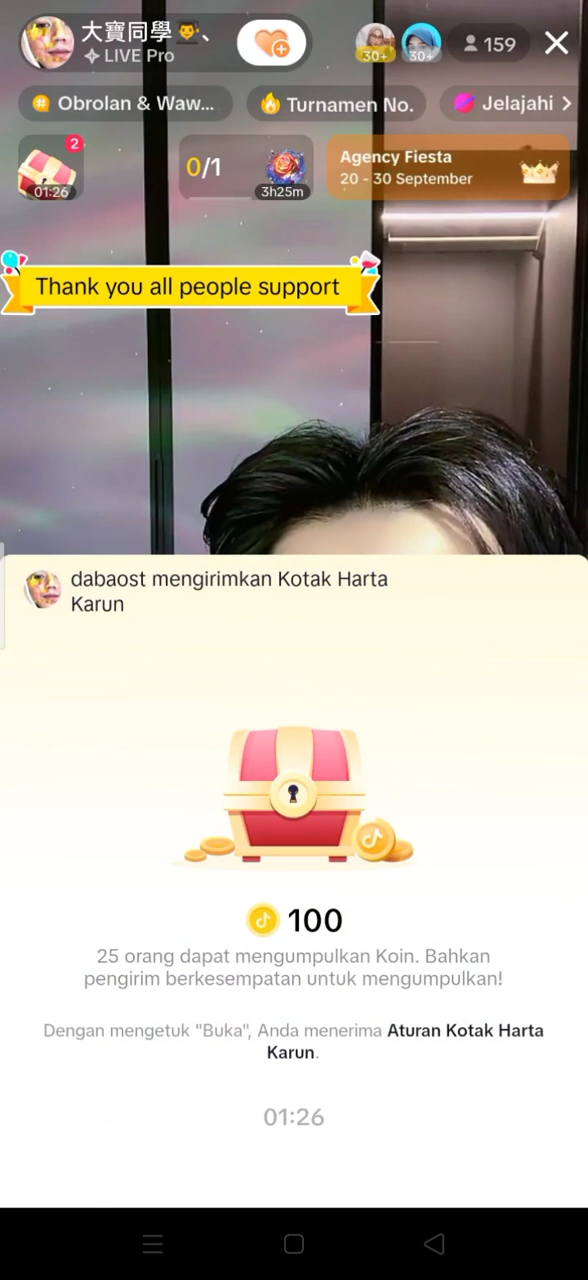 大寶同學👨‍🎓、
LIVE Pro
30+
30+
159
Obrolan & Waw...
Turnamen No.
Jelajahi
2
01:26
0/1
3h25m
Agency Fiesta
20 - 30 September
Thank you all people support
dabaost mengirimkan Kotak Harta
Karun
100
25 orang dapat mengumpulkan Koin. Bahkan
pengirim berkesempatan untuk mengumpulkan!
Dengan mengetuk "Buka", Anda menerima Aturan Kotak Harta
Karun.
01:26